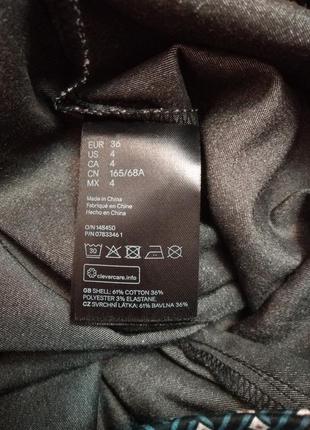 EUR 36
US 4
CA 4
CN 165/68A
MX 4
Made in China
Fabriqué en Chine
Hecho en China
O/N 148450
P/N 0783346 1
30
clevercare.info
GB SHELL: 61% COTTON 36%
POLYESTER 3% ELASTANE.
CZ SVRCHNÍ LÁTKA: 61% BAVLNA 36%